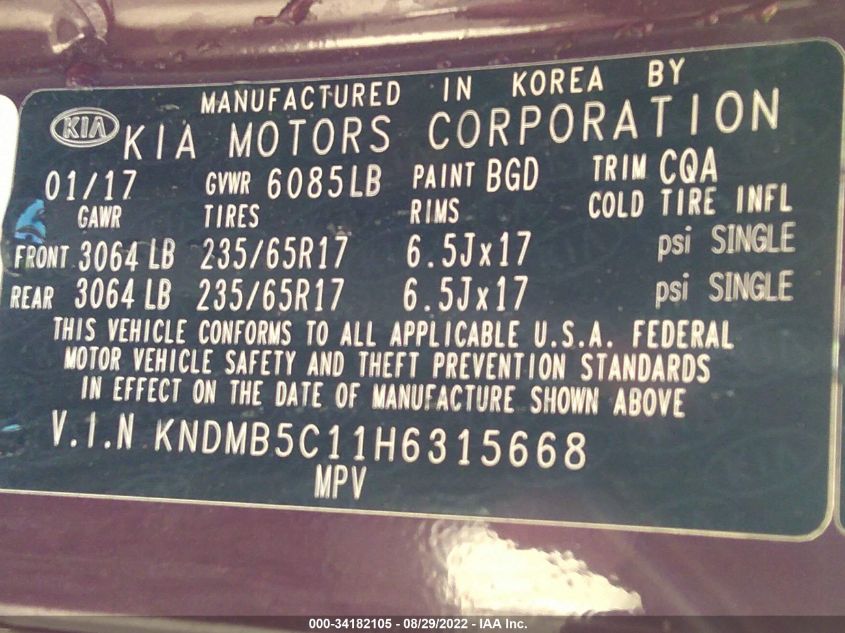 MANUFACTURED IN KOREA BY
KIA KIA MOTORS CORPORATION
01/17 GVWR 6085LB PAINT BGD TRIM CQA
GAWR TIRES RIMS COLD TIRE INFL
FRONT 3064 LB 235/65R17 6.5Jx17 psi SINGLE
REAR 3064 LB 235/65R17 6.5Jx17 psi SINGLE
THIS VEHICLE CONFORMS TO ALL APPLICABLE U.S.A. FEDERAL
MOTOR VEHICLE SAFETY AND THEFT PREVENTION STANDARDS
IN EFFECT ON THE DATE OF MANUFACTURE SHOWN ABOVE
V.I.N KNDMB5C11H6315668
MPV
000-34182105 - 08/29/2022 - IAA Inc.